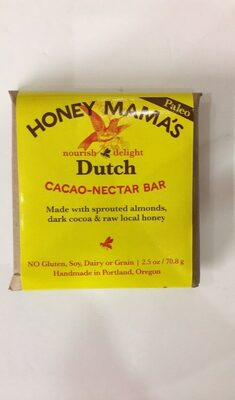 Paleo
HONEY MAMA'S
nourish delight
Dutch
CACAO-NECTAR BAR
Made with sprouted almonds,
dark cocoa & raw local honey
NO Gluten, Soy, Dairy or Grain | 2.5 oz / 70.8 g
Handmade in Portland, Oregon